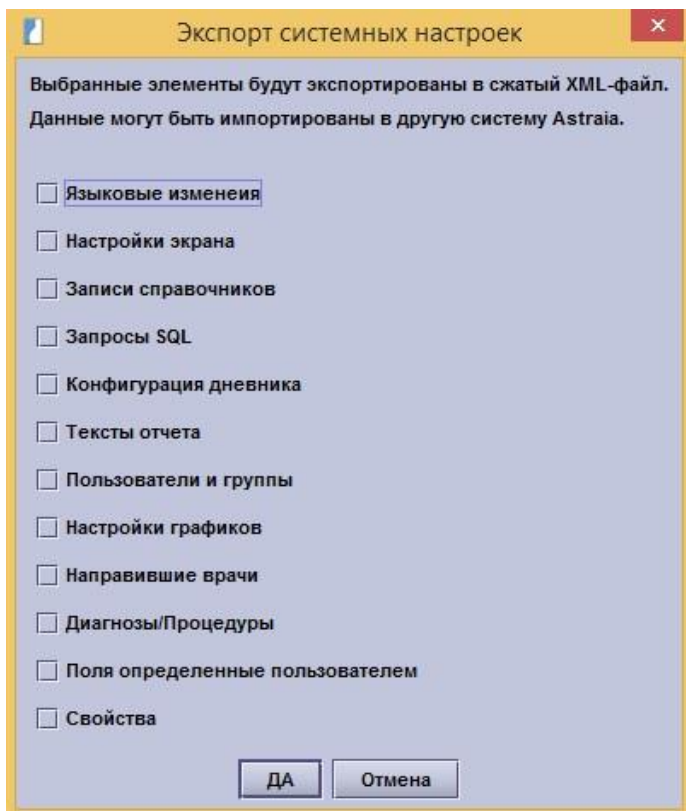 Экспорт системных настроек
Выбранные элементы будут экспортированы в сжатый XML-файл.
Данные могут быть импортированы в другую систему Astraia.
Языковые изменеия
Настройки экрана
Записи справочников
Запросы SQL
Конфигурация дневника
Тексты отчета
Пользователи и группы
Настройки графиков
Направившие врачи
Диагнозы/Процедуры
Поля определенные пользователем
Свойства
ДА Отмена